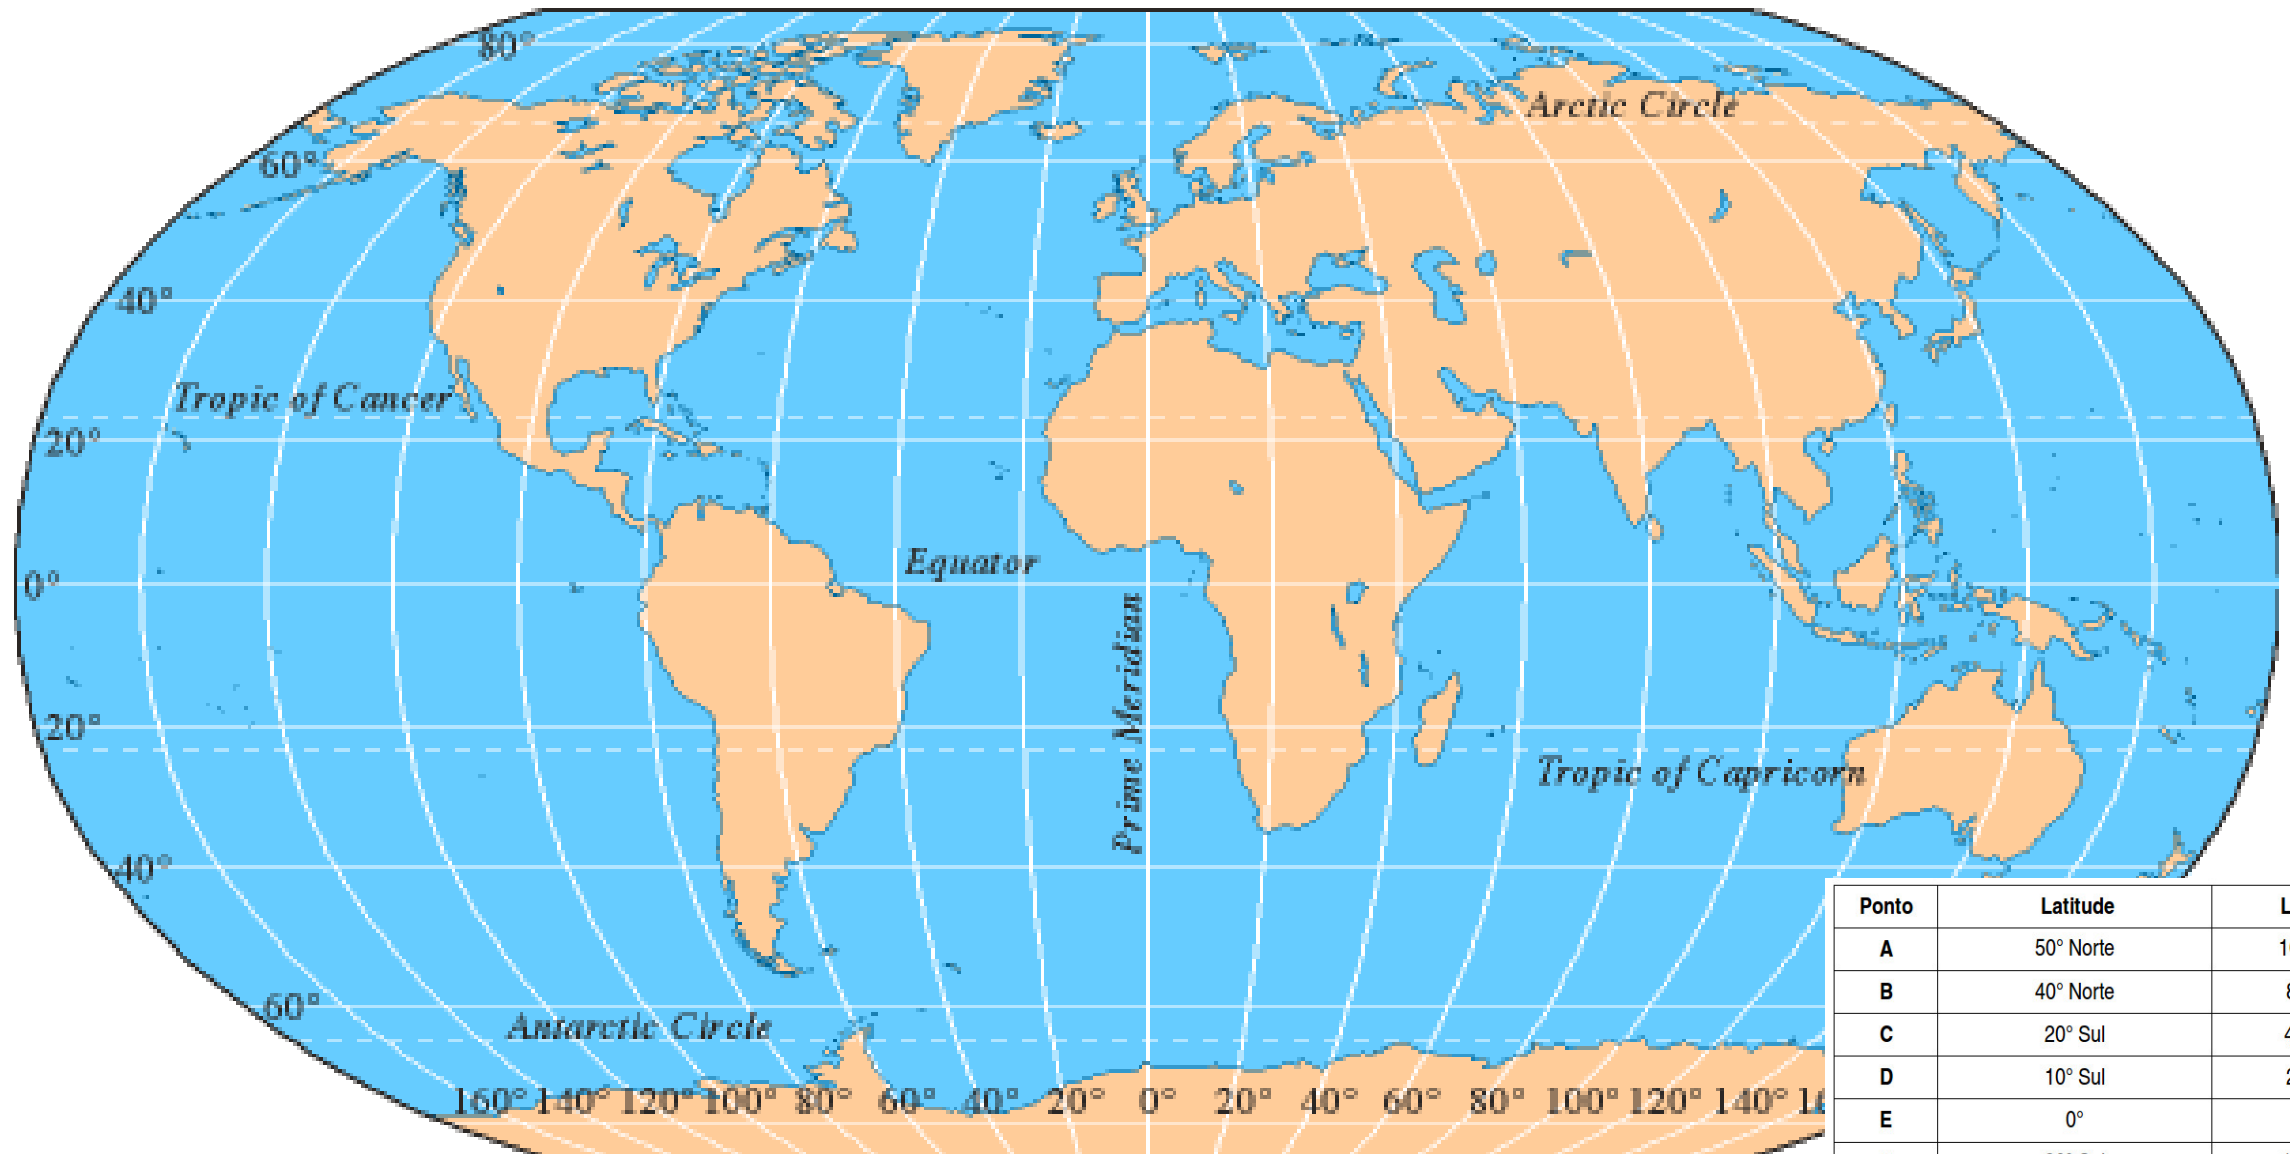 80°
Arctic Circle
60°
40°
Tropic of Cancer
20°
Equator
0°
Prime Meridian
20°
Tropic of Capricorn
40°
60°
Antarctic Circle
160° 140° 120° 100° 80° 60° 40° 20° 0° 20° 40° 60° 80° 100° 120° 140°
Ponto Latitude
A 50° Norte
B 40° Norte
C 20° Sul
D 10° Sul
E 0°